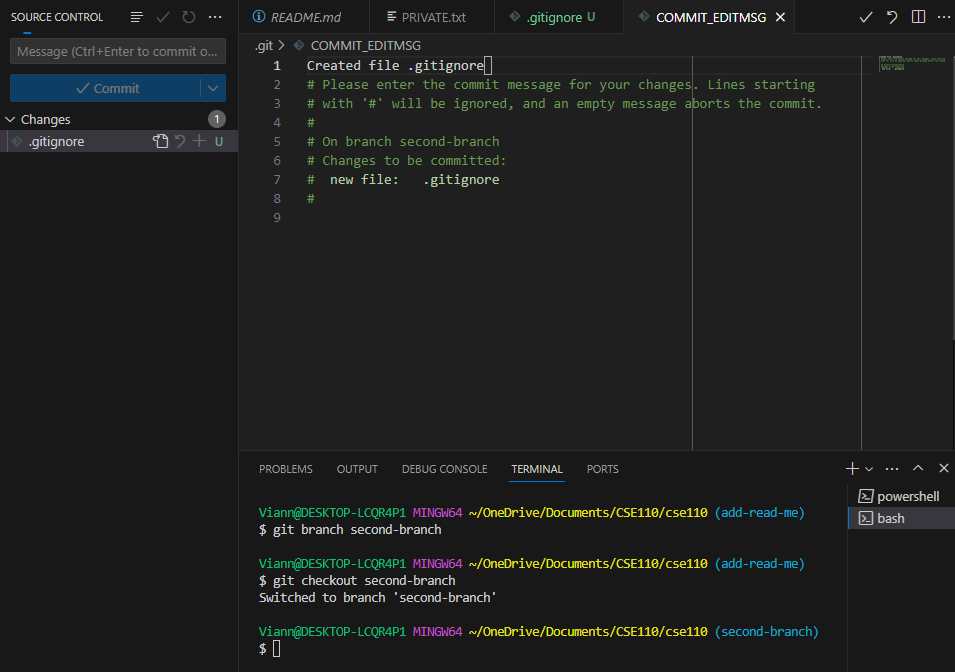 SOURCE CONTROL
Message (Ctrl+Enter to commit o...
Commit
Changes
1
.gitignore
U
README.md
PRIVATE.txt
.gitignore U
COMMIT_EDITMSG
.git > COMMIT_EDITMSG
1 Created file .gitignore
2 # Please enter the commit message for your changes. Lines starting
3 # with '#' will be ignored, and an empty message aborts the commit.
4 #
5 # On branch second-branch
6 # Changes to be committed:
7 # new file: .gitignore
8 #
9
PROBLEMS OUTPUT DEBUG CONSOLE TERMINAL PORTS
Viann@DESKTOP-LCQR4P1 MINGW64 ~/OneDrive/Documents/CSE110/cse110 (add-read-me)
$ git branch second-branch
Viann@DESKTOP-LCQR4P1 MINGW64 ~/OneDrive/Documents/CSE110/cse110 (add-read-me)
$ git checkout second-branch
Switched to branch 'second-branch'
Viann@DESKTOP-LCQR4P1 MINGW64 ~/OneDrive/Documents/CSE110/cse110 (second-branch)
$
powershell
bash